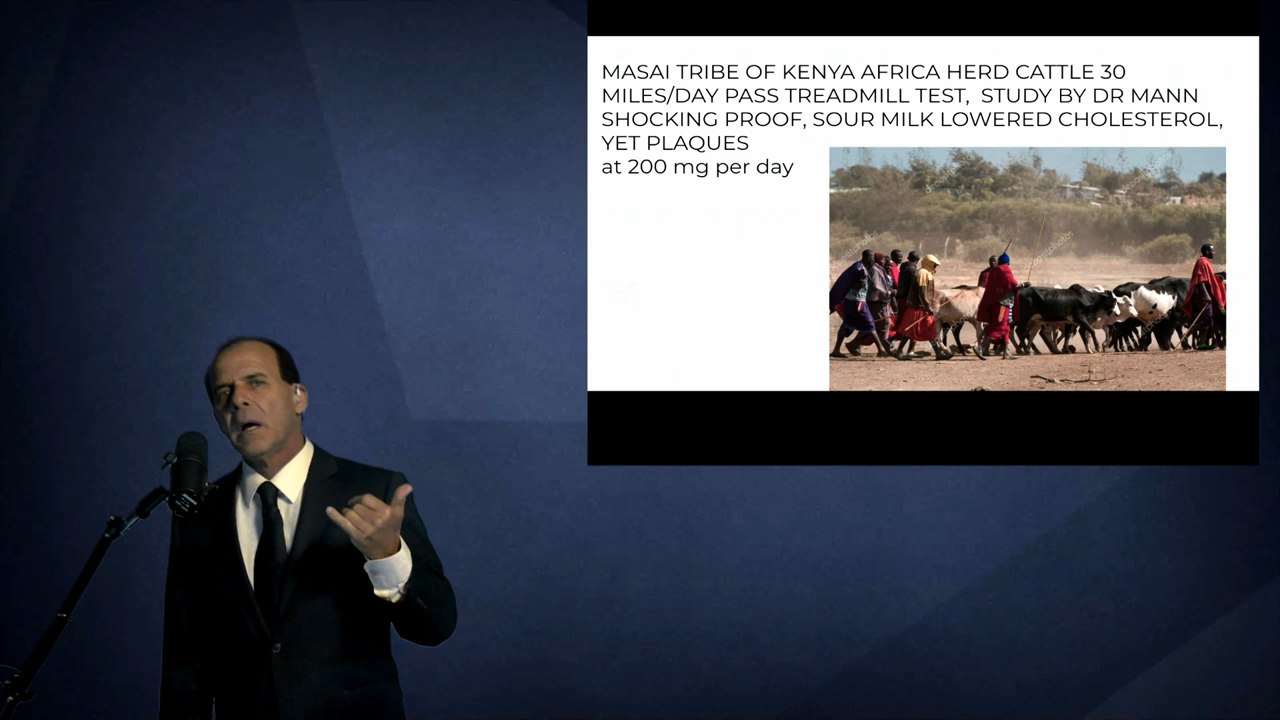 MASAI TRIBE OF KENYA AFRICA HERD CATTLE 30
MILES/DAY PASS TREADMILL TEST,  STUDY BY DR MANN
SHOCKING PROOF, SOUR MILK LOWERED CHOLESTEROL,
YET PLAQUES
at 200 mg per day